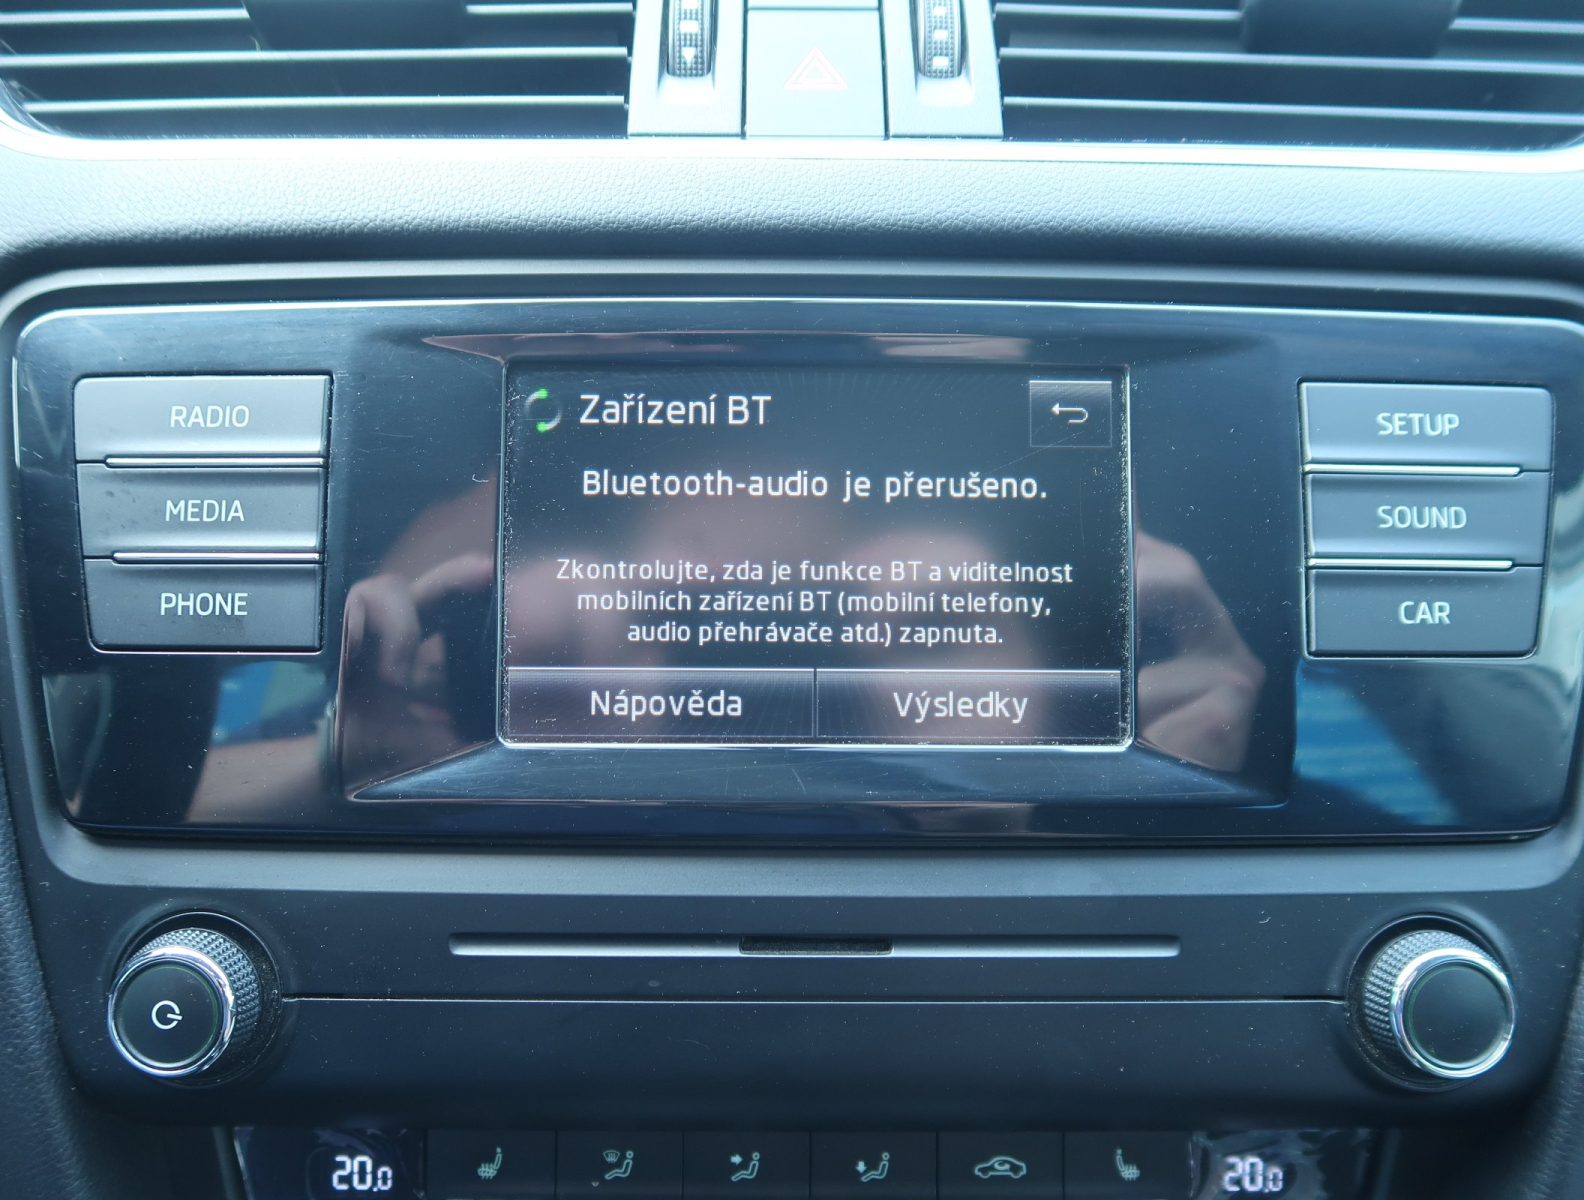 RADIO
MEDIA
PHONE
Zařízení BT
Bluetooth-audio je přerušeno.
Zkontrolujte, zda je funkce BT a viditelnost
mobilních zařízení BT (mobilní telefony,
audio přehrávače atd.) zapnuta.
Nápověda
Výsledky
SETUP
SOUND
CAR
20.0
20.0